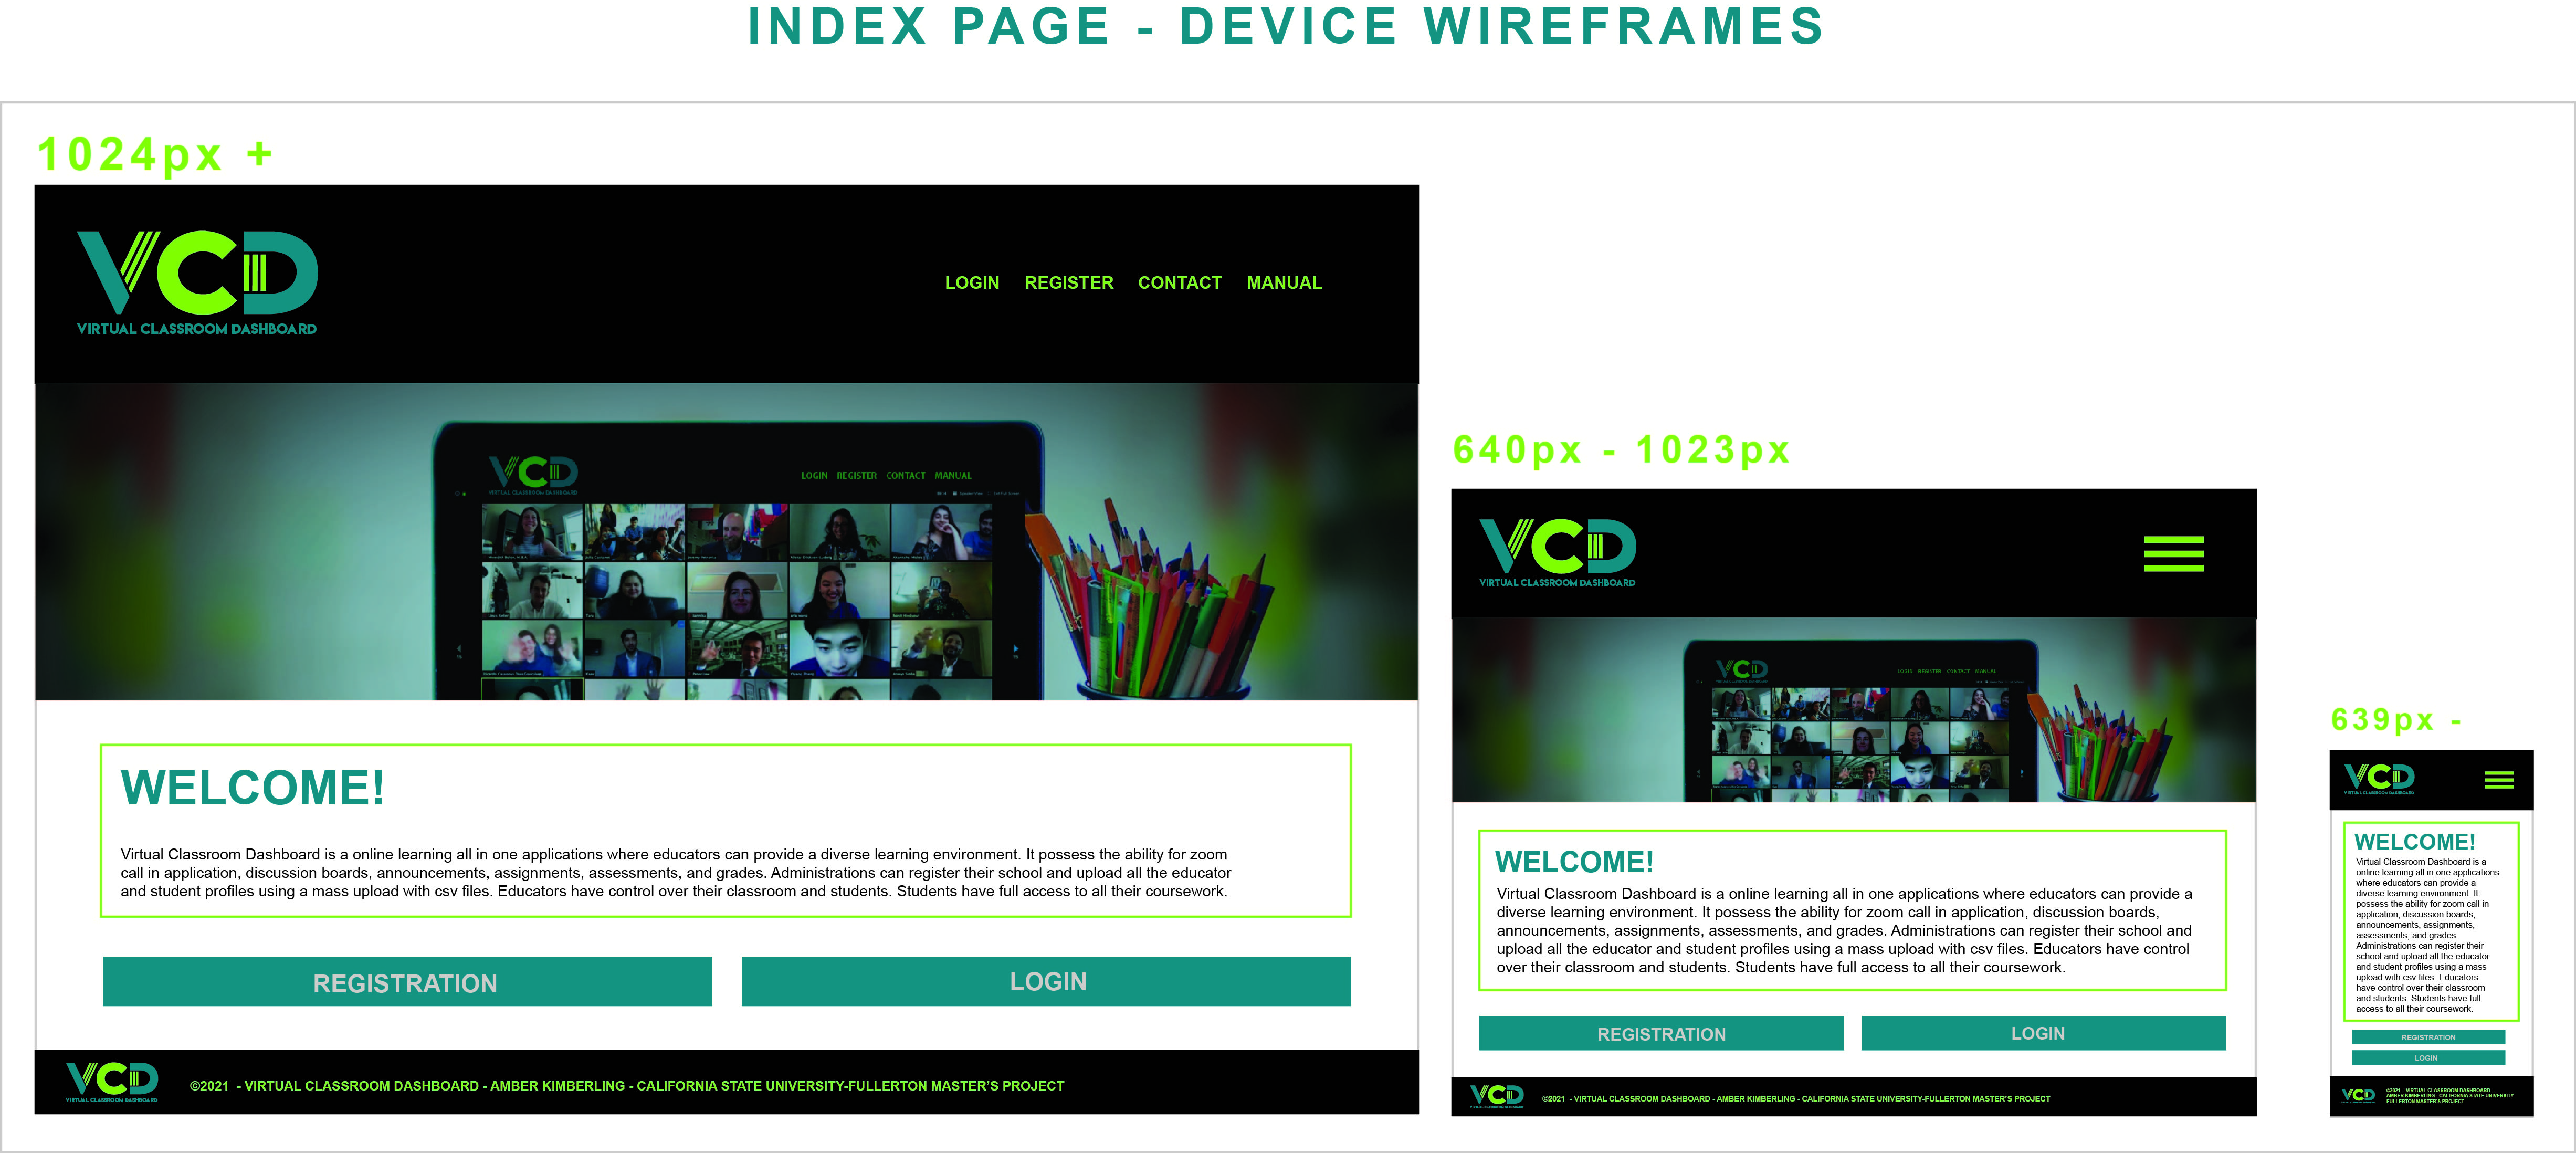 INDEX PAGE - DEVICE WIREFRAMES
1024px +
VCD
VIRTUAL CLASSROOM DASHBOARD
LOGIN REGISTER CONTACT MANUAL
VCD
VIRTUAL CLASSROOM DASHBOARD
LOGIN REGISTER CONTACT MANUAL
WELCOME!
Virtual Classroom Dashboard is a online learning all in one applications where educators can provide a diverse learning environment. It possess the ability for zoom
call in application, discussion boards, announcements, assignments, assessments, and grades. Administrations can register their school and upload all the educator
and student profiles using a mass upload with csv files. Educators have control over their classroom and students. Students have full access to all their coursework.
REGISTRATION
LOGIN
VCD
VIRTUAL CLASSROOM DASHBOARD
©2021 - VIRTUAL CLASSROOM DASHBOARD - AMBER KIMBERLING - CALIFORNIA STATE UNIVERSITY-FULLERTON MASTER'S PROJECT
640px - 1023px
VCD
VIRTUAL CLASSROOM DASHBOARD
VCD
LOGIN REGISTER CONTACT MANUAL
WELCOME!
Virtual Classroom Dashboard is a online learning all in one applications where educators can provide a
diverse learning environment. It possess the ability for zoom call in application, discussion boards,
announcements, assignments, assessments, and grades. Administrations can register their school and
upload all the educator and student profiles using a mass upload with csv files. Educators have control
over their classroom and students. Students have full access to all their coursework.
REGISTRATION
LOGIN
VCD
VIRTUAL CLASSROOM DASHBOARD
©2021 - VIRTUAL CLASSROOM DASHBOARD - AMBER KIMBERLING - CALIFORNIA STATE UNIVERSITY-FULLERTON MASTER'S PROJECT
639px -
VCD
VIRTUAL CLASSROOM DASHBOARD
WELCOME!
Virtual Classroom Dashboard is a
online learning all in one applications
where educators can provide a
diverse learning environment. It
possess the ability for zoom call in
application, discussion boards,
announcements, assignments,
assessments, and grades.
Administrations can register their
school and upload all the educator
and student profiles using a mass
upload with csv files. Educators
have control over their classroom
and students. Students have full
access to all their coursework.
REGISTRATION
LOGIN
VCD
©2021 - VIRTUAL CLASSROOM DASHBOARD -
AMBER KIMBERLING - CALIFORNIA STATE UNIVERSITY-
FULLERTON MASTER'S PROJECT